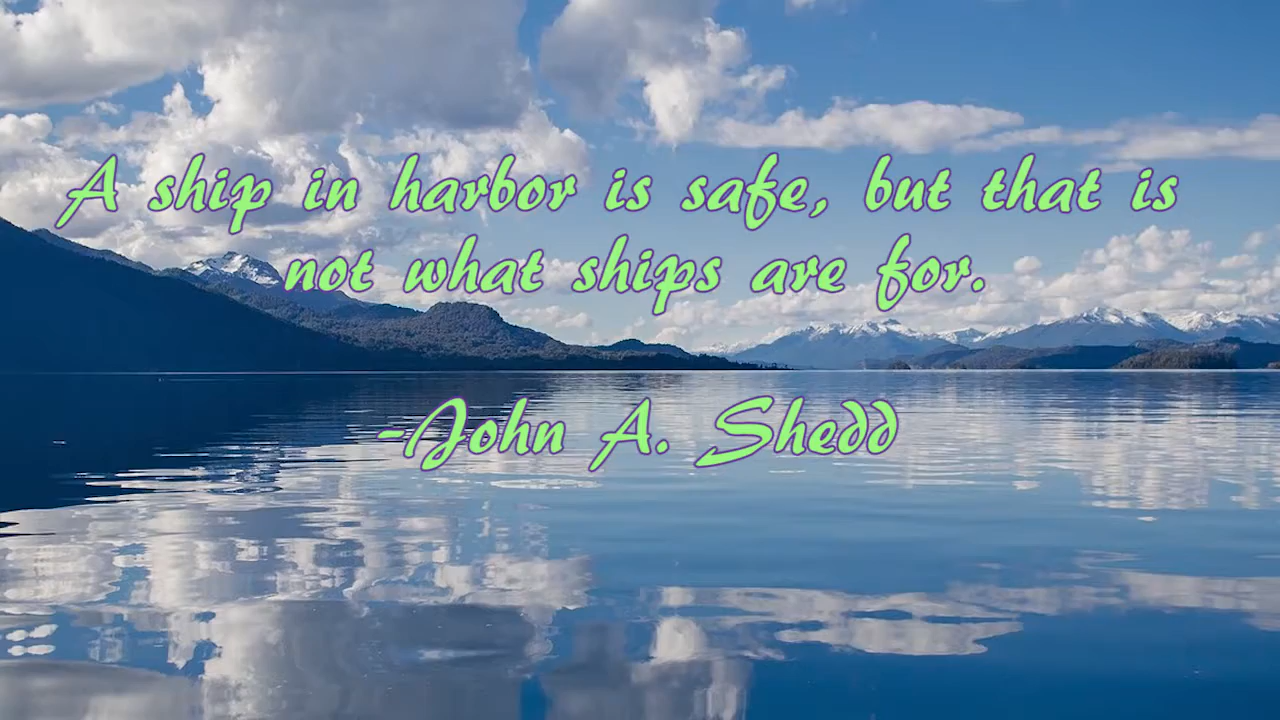 A ship in harbor is safe, but that is
not what ships are for.
-John A. Shedd